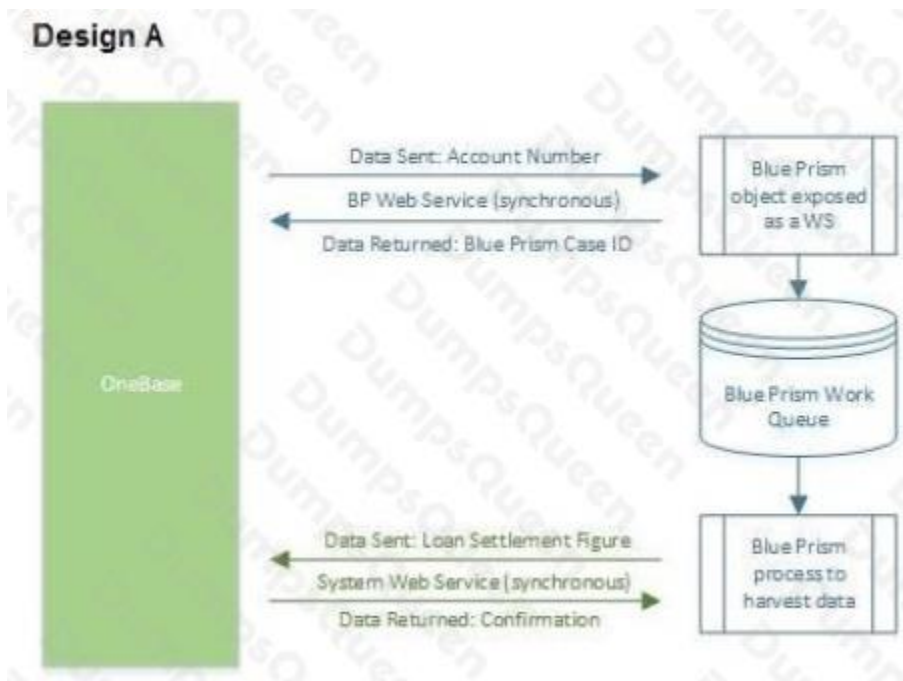 Design A
Data Sent: Account Number
BP Web Service (synchronous)
Data Returned: Blue Prism Case ID
Blue Prism
object exposed
as a WS
OneBase
Blue Prism Work
Queue
Data Sent: Loan Settlement Figure
System Web Service (synchronous)
Data Returned: Confirmation
Blue Prism
process to
harvest data
DumpsQueen